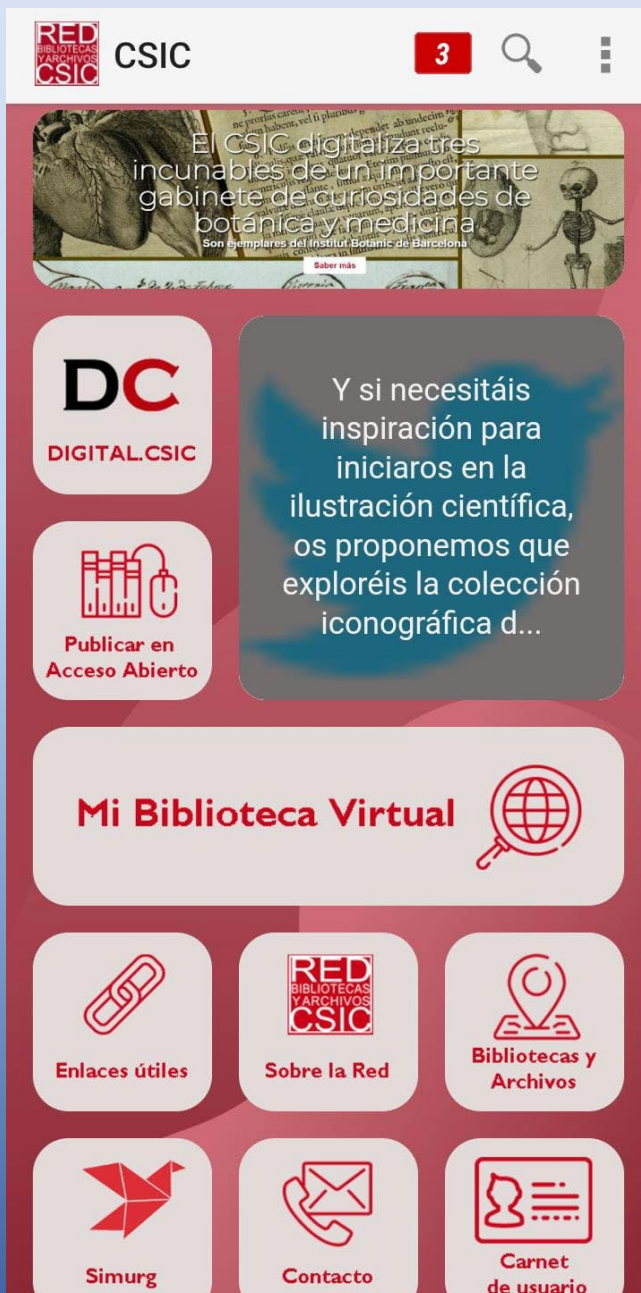 RED
BIBLIOTECAS
Y ARCHIVOS
CSIC
CSIC
3
El CSIC digitaliza tres
incunables de un importante
gabinete de curiosidades de
botánica y medicina
Son ejemplares del Institut Botànic de Barcelona
Saber más
DC
DIGITAL.CSIC
Y si necesitáis
inspiración para
iniciaros en la
ilustración científica,
os proponemos que
exploréis la colección
iconográfica d...
Publicar en
Acceso Abierto
Mi Biblioteca Virtual
Enlaces útiles
RED
BIBLIOTECAS
Y ARCHIVOS
CSIC
Sobre la Red
Bibliotecas y
Archivos
Simurg
Contacto
Carnet
de usuario